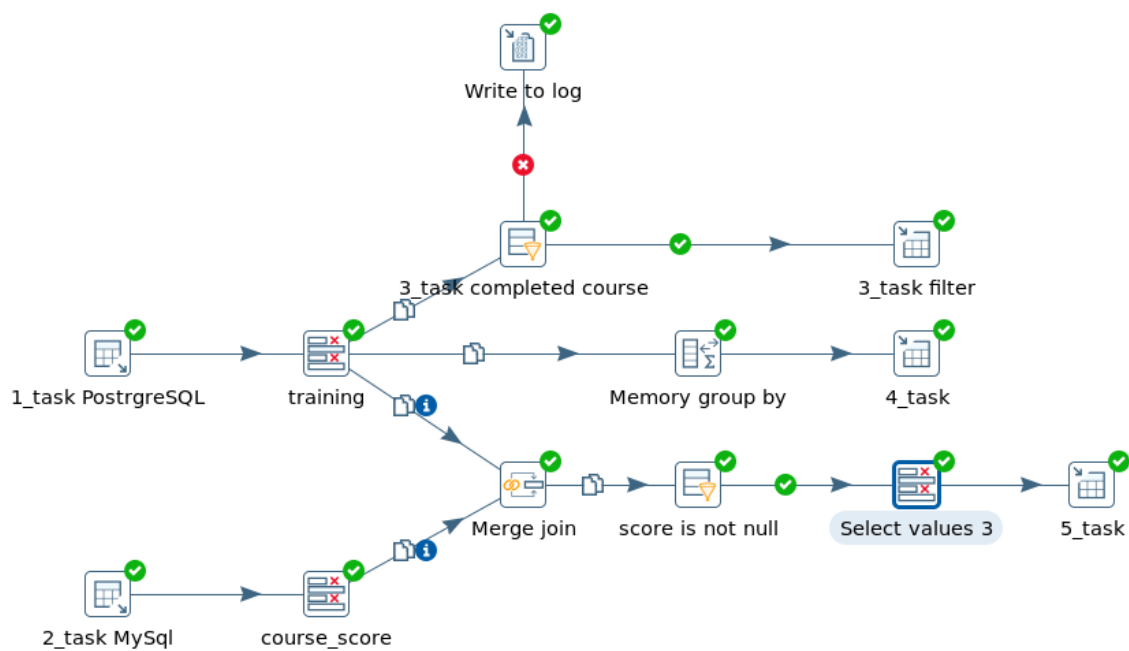 Write to log
3_task completed course
3_task filter
1_task PostrgreSQL
training
Memory group by
4_task
Merge join
score is not null
Select values 3
5_task
2_task MySql
course_score